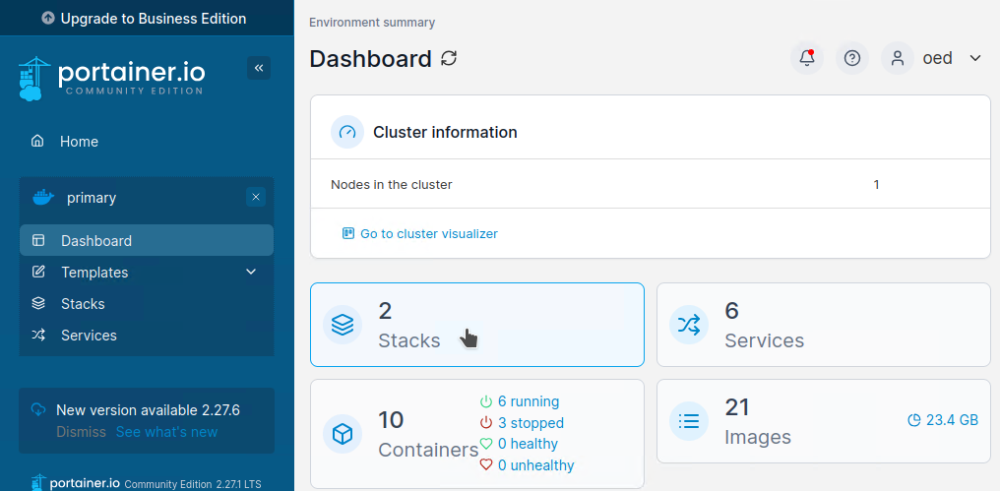 Upgrade to Business Edition
portainer.io
COMMUNITY EDITION
Home
primary
Dashboard
Templates
Stacks
Services
New version available 2.27.6
Dismiss See what's new
portainer.io Community Edition 2.27.1 LTS
Environment summary
Dashboard
oed
Cluster information
Nodes in the cluster 1
Go to cluster visualizer
2
Stacks
6
Services
10
Containers
6 running
3 stopped
0 healthy
0 unhealthy
21
Images
23.4 GB